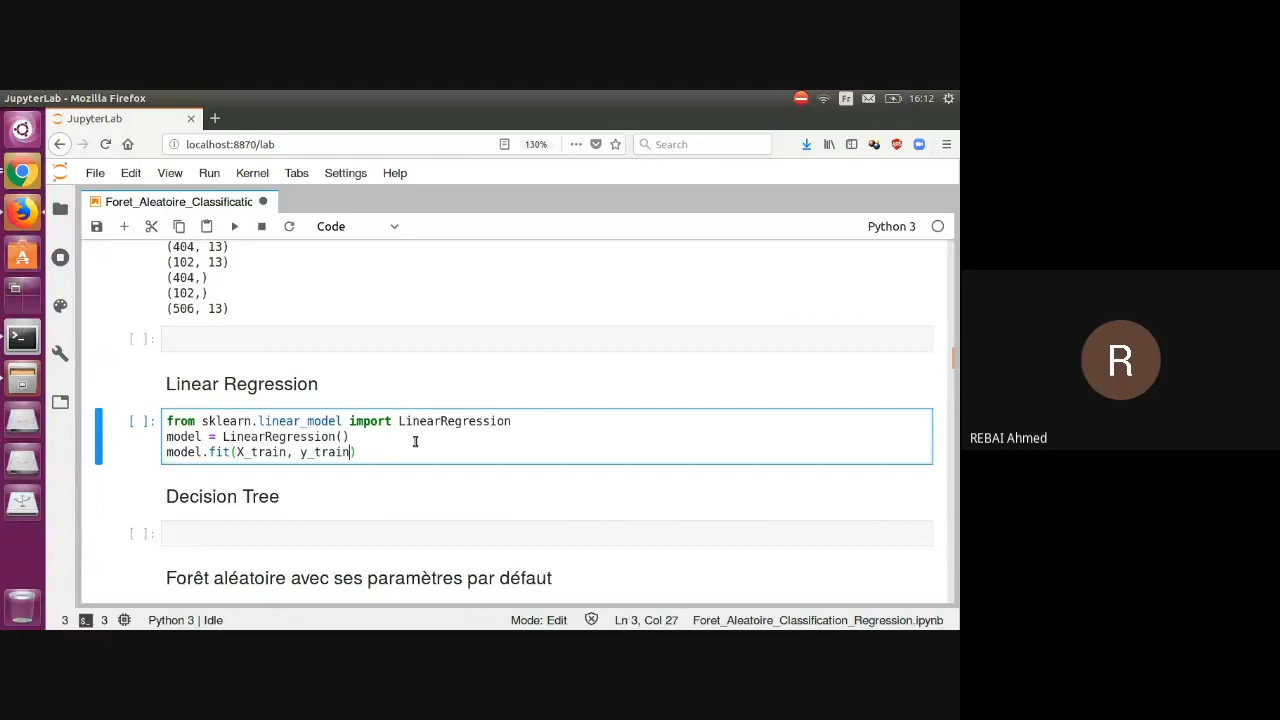 JupyterLab - Mozilla Firefox
Fr
16:12
JupyterLab
localhost:8870/lab
130%
Search
File Edit View Run Kernel Tabs Settings Help
Foret_Aleatoire_Classificatic
Code
Python 3
(404, 13)
(102, 13)
(404,)
(102,)
(506, 13)
[ ]:
Linear Regression
[ ]:
from sklearn.linear_model import LinearRegression
model = LinearRegression()
model.fit(X_train, y_train)
Decision Tree
[ ]:
Forêt aléatoire avec ses paramètres par défaut
3 3 Python 3 | Idle
Mode: Edit Ln 3, Col 27 Foret_Aleatoire_Classification_Regression.ipynb
R
REBAI Ahmed